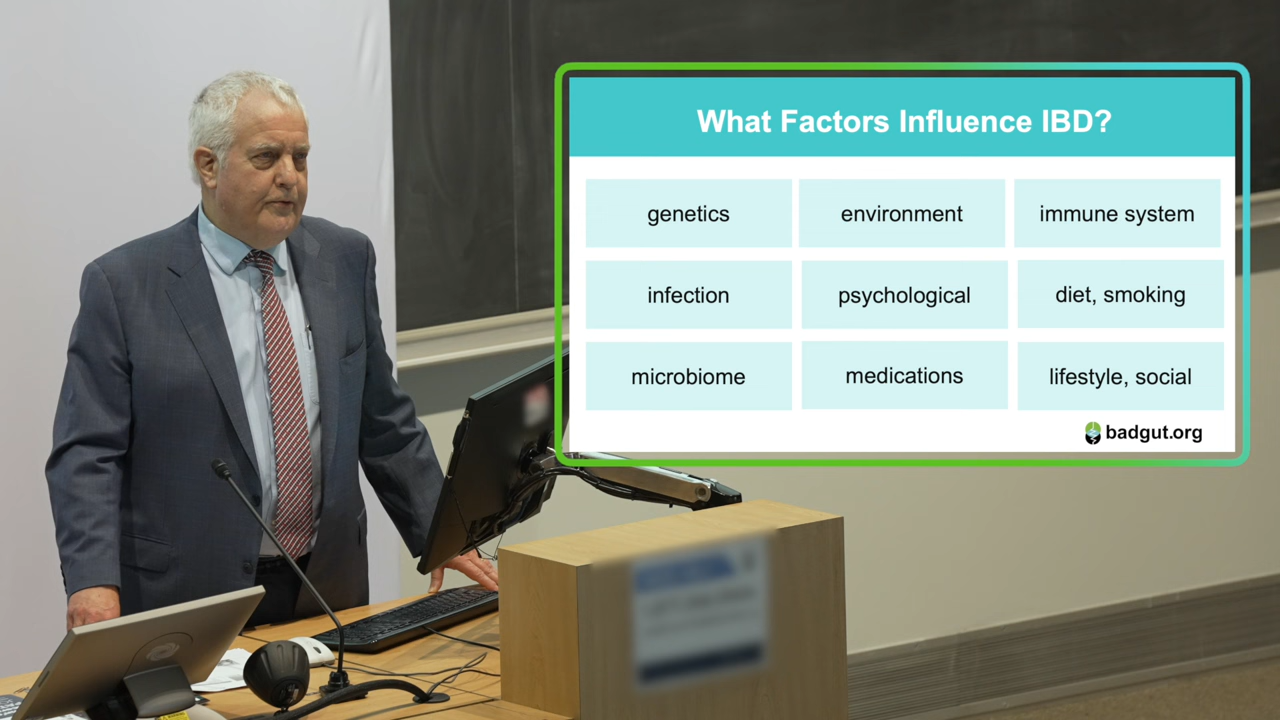 What Factors Influence IBD?
genetics
environment
immune system
infection
psychological
diet, smoking
microbiome
medications
lifestyle, social
badgut.org